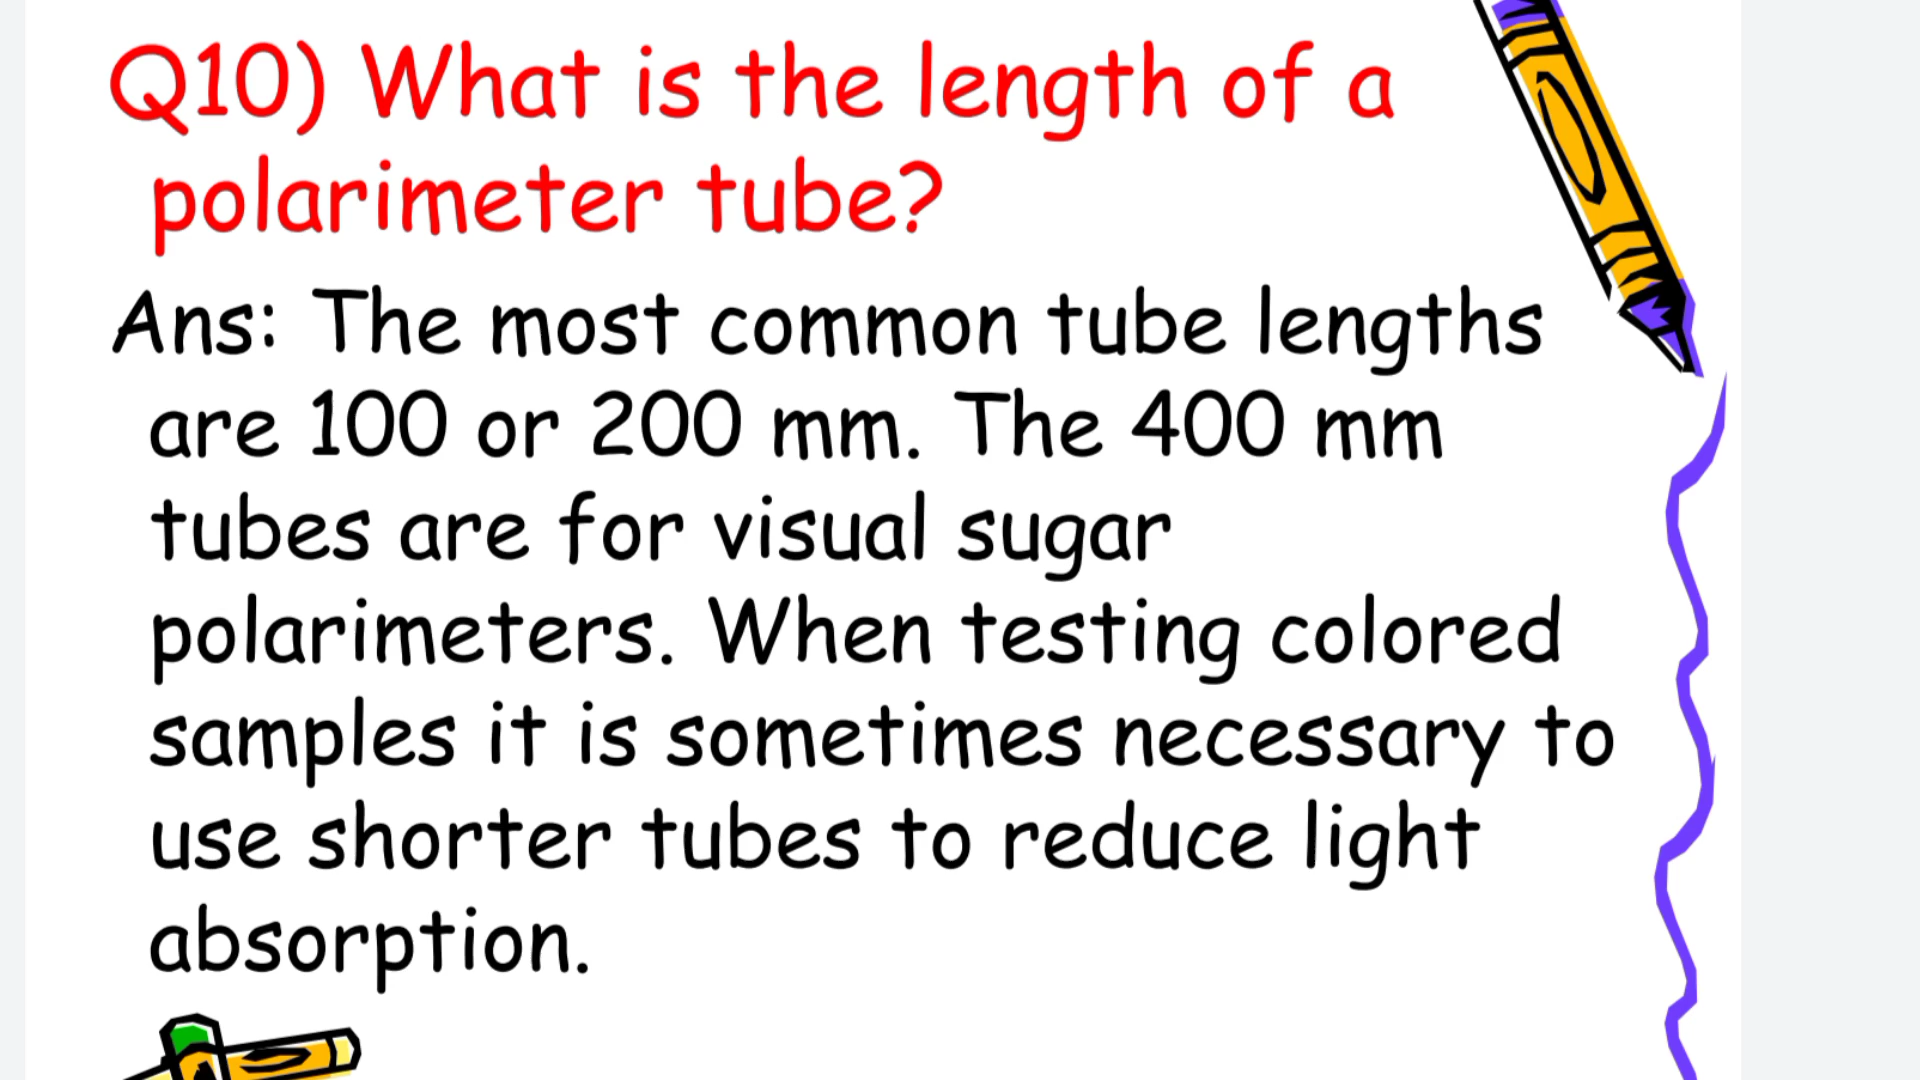 Q10) What is the length of a
polarimeter tube?
Ans: The most common tube lengths
are 100 or 200 mm. The 400 mm
tubes are for visual sugar
polarimeters. When testing colored
samples it is sometimes necessary to
use shorter tubes to reduce light
absorption.